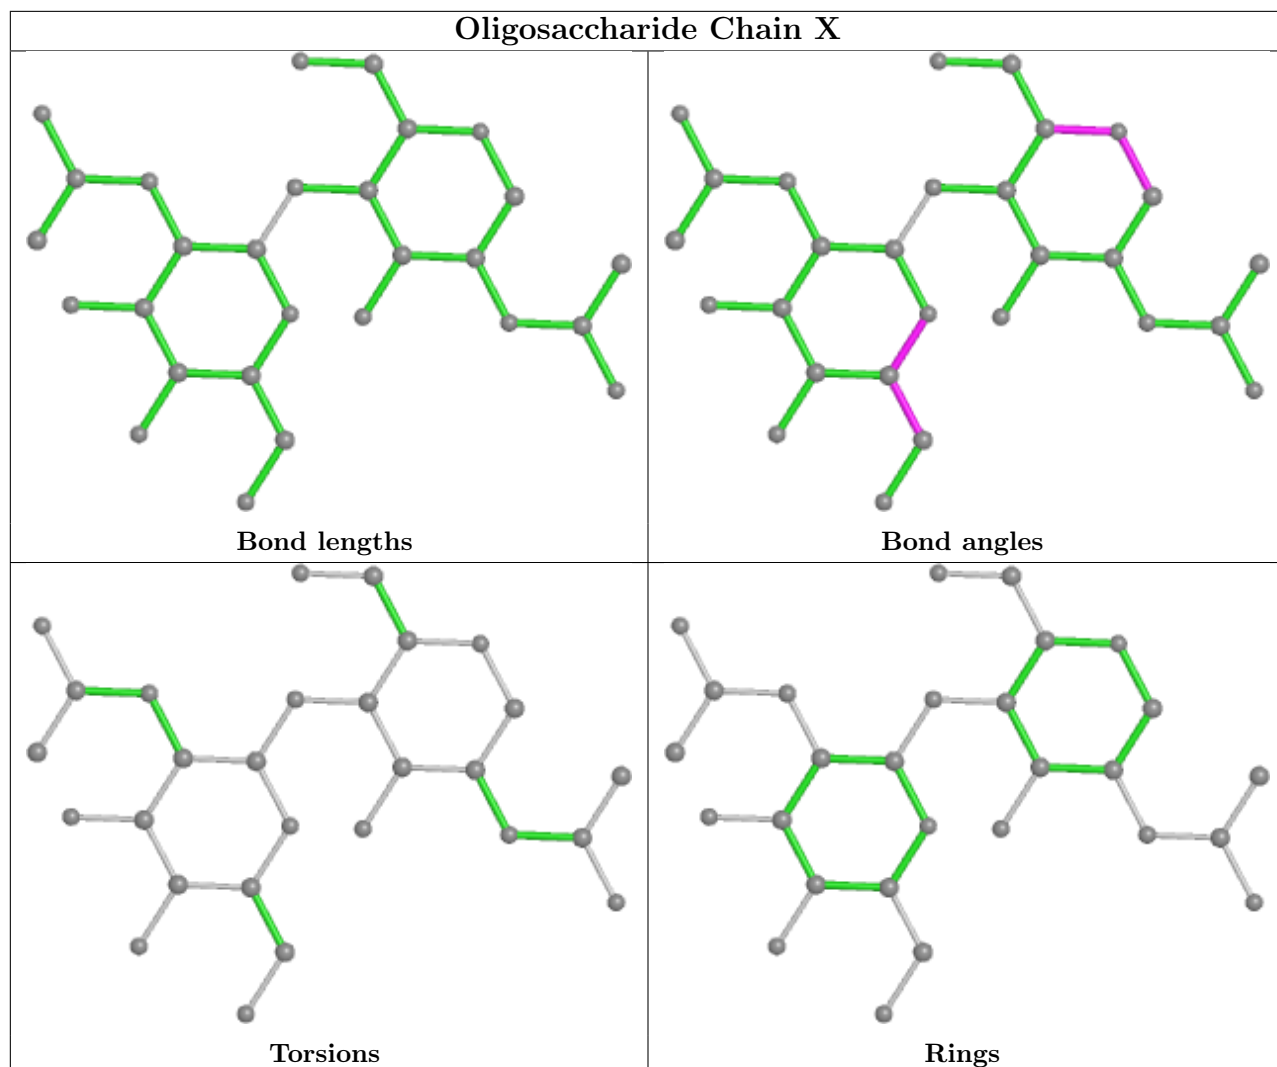 Oligosaccharide Chain X
Bond lengths
Bond angles
Torsions
Rings